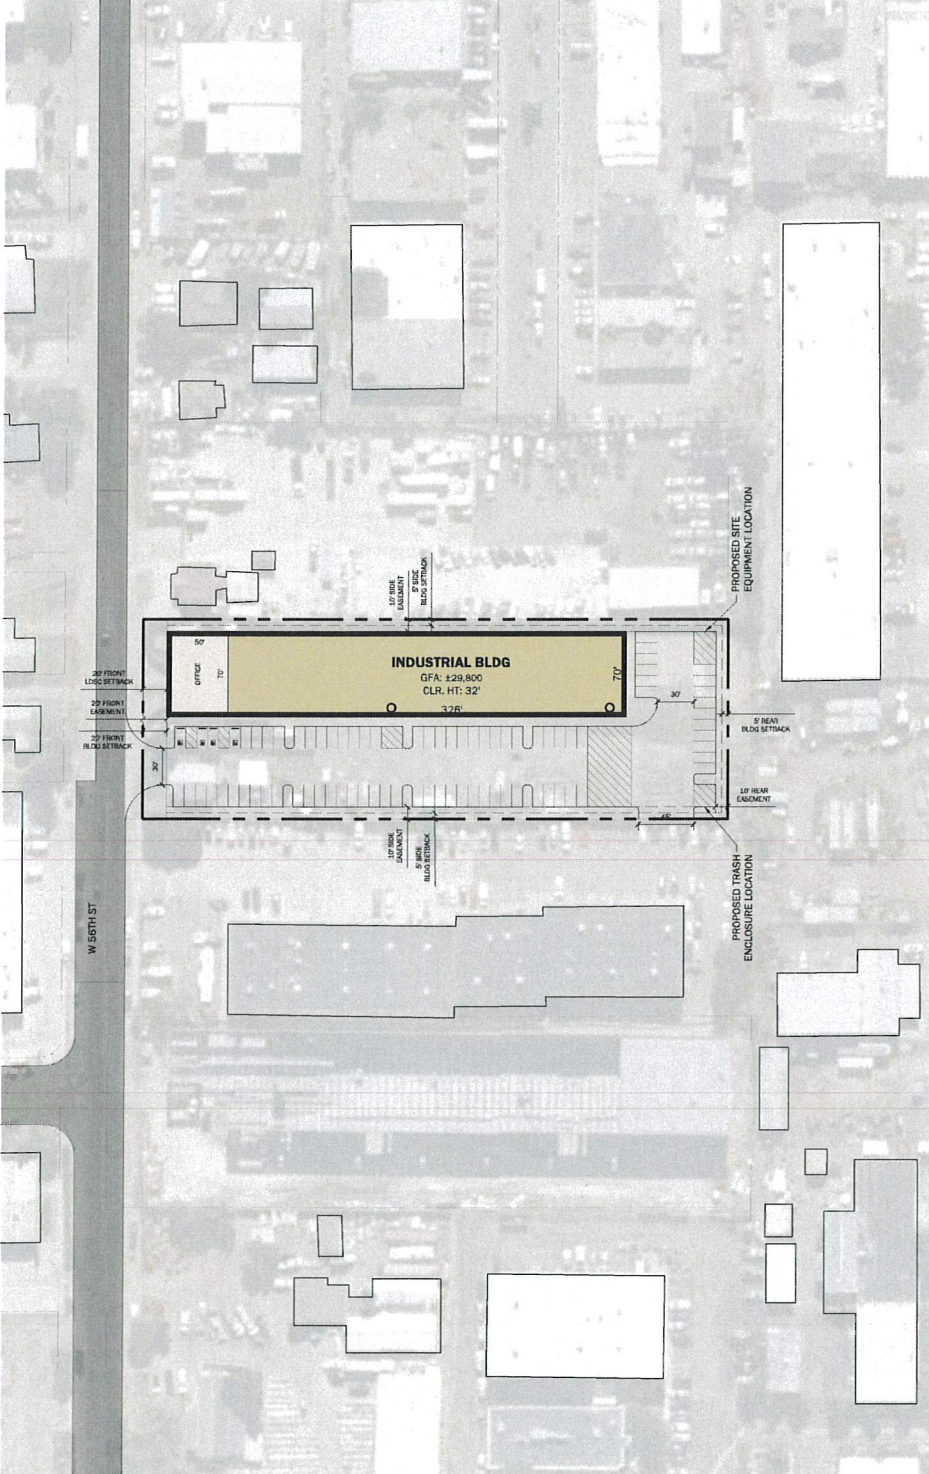 PROPOSED SITE
EQUIPMENT LOCATION
10' SIDE
EASEMENT
5' SIDE
BLDG SETBACK
50'
OFFICE
70'
INDUSTRIAL BLDG
GFA: ±29,800
CLR. HT: 32'
326'
70'
20' FRONT
LDSC SETBACK
20' FRONT
EASEMENT
20' FRONT
BLDG SETBACK
30'
30'
5' REAR
BLDG SETBACK
10' REAR
EASEMENT
45'
10' SIDE
EASEMENT
5' SIDE
BLDG SETBACK
PROPOSED TRASH
ENCLOSURE LOCATION
W 56TH ST